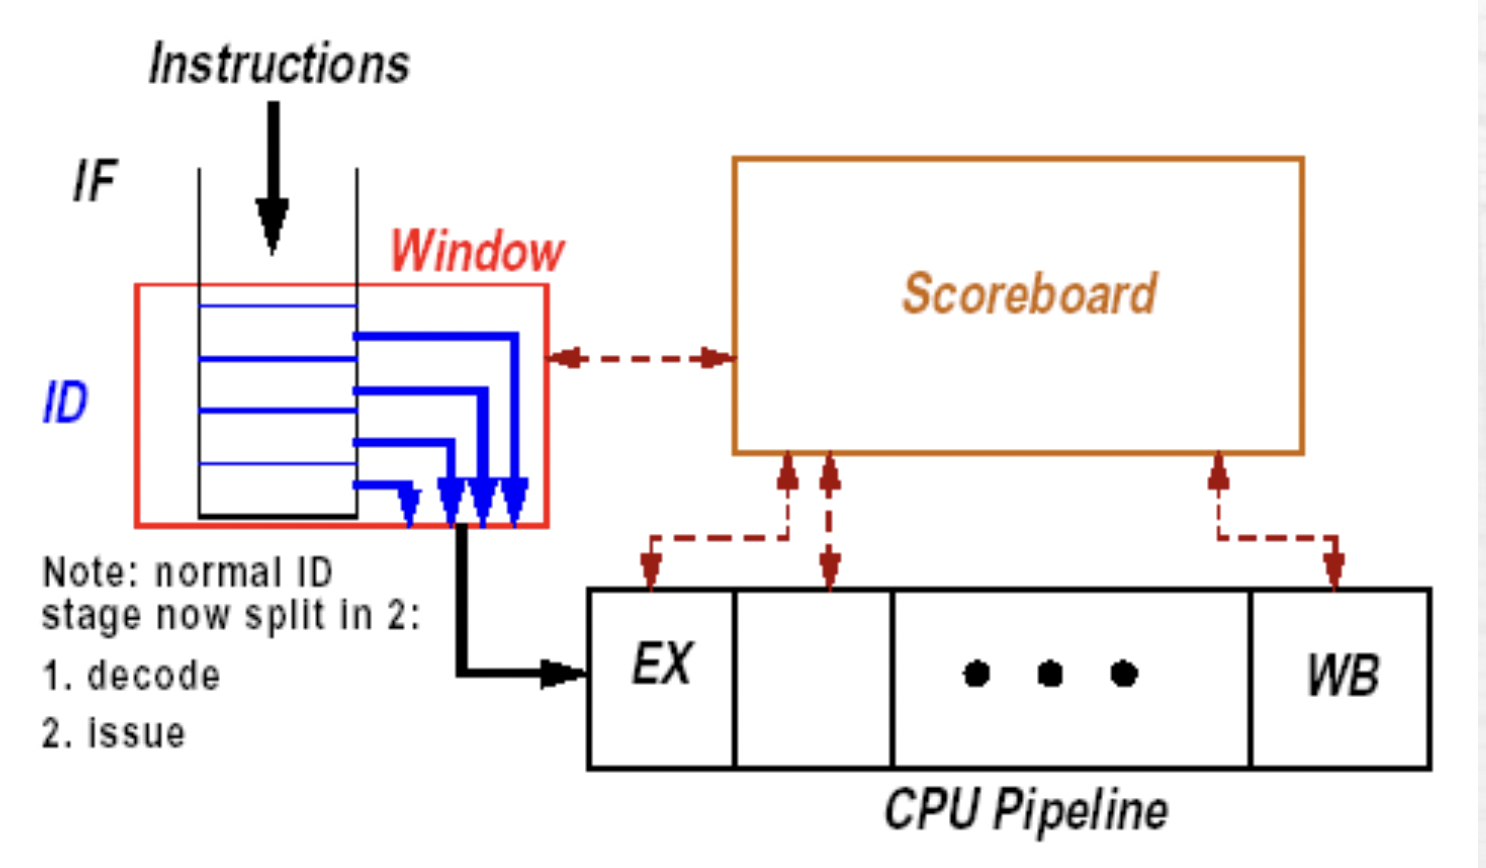 Instructions
IF
Window
Scoreboard
ID
Note: normal ID
stage now split in 2:
1. decode
2. issue
EX
WB
CPU Pipeline